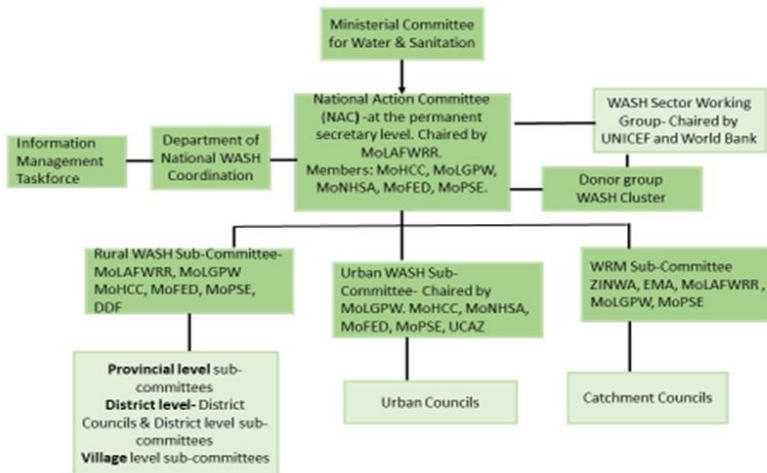 Ministerial Committee
for Water & Sanitation
National Action Committee
(NAC) -at the permanent
secretary level. Chaired by
MoLAFWRR.
Members: MoHCC, MoLGPW,
MoNHSA, MoFED, MoPSE.
WASH Sector Working
Group- Chaired by
UNICEF and World Bank
Information
Management
Taskforce
Department of
National WASH
Coordination
Donor group
WASH Cluster
Rural WASH Sub-Committee-
MoLAFWRR, MoLGPW
MoHCC, MoFED, MoPSE,
DDF
Urban WASH Sub-
Committee- Chaired by
MoLGPW. MoHCC, MoNHSA,
MoFED, MoPSE, UCAZ
WRM Sub-Committee
ZINWA, EMA, MoLAFWRR ,
MoLGPW, MoPSE
Provincial level sub-
committees
District level- District
Councils & District level sub-
committees
Village level sub-committees
Urban Councils
Catchment Councils